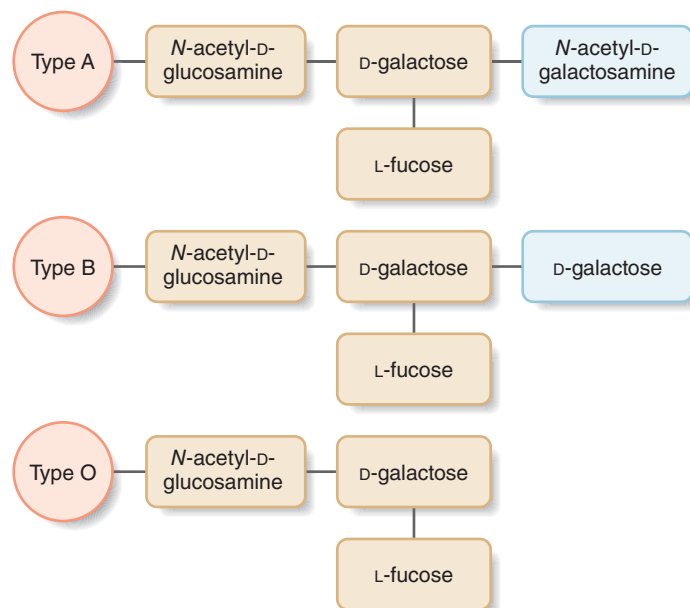 Type A
N-acetyl-D-
glucosamine
D-galactose
N-acetyl-D-
galactosamine
L-fucose
Type B
N-acetyl-D-
glucosamine
D-galactose
D-galactose
L-fucose
Type O
N-acetyl-D-
glucosamine
D-galactose
L-fucose